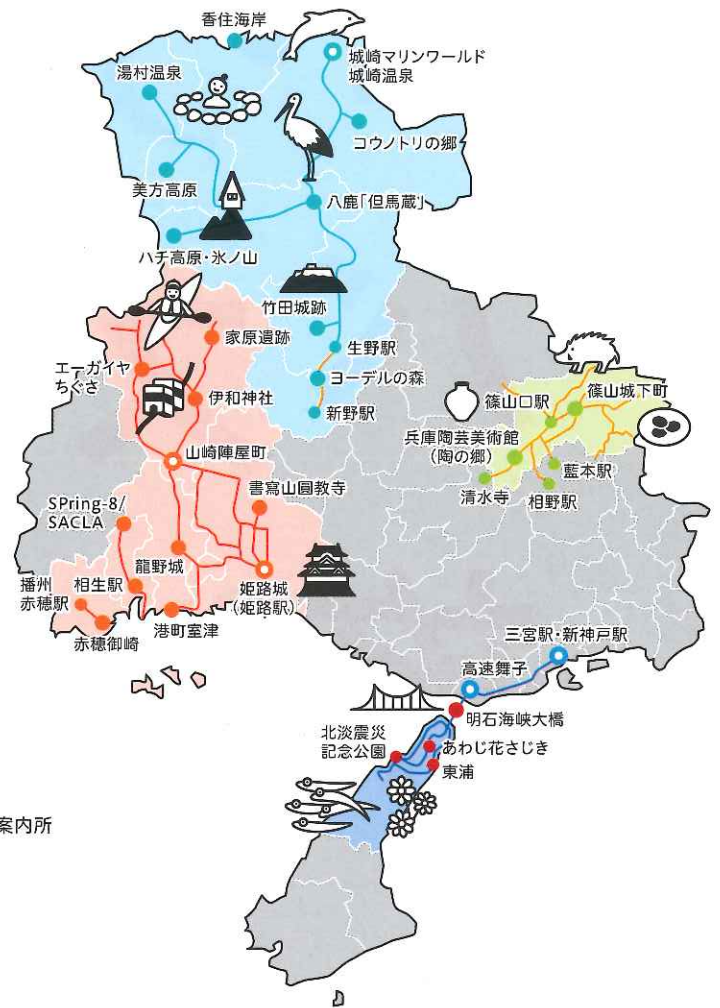 香住海岸
城崎マリンワールド
城崎温泉
湯村温泉
コウノトリの郷
美方高原
八鹿「但馬蔵」
ハチ高原・氷ノ山
竹田城跡
家原遺跡
生野駅
エーガイヤ
ちぐさ
ヨーデルの森
伊和神社
新野駅
篠山口駅
篠山城下町
兵庫陶芸美術館
(陶の郷)
山崎陣屋町
藍本駅
清水寺
相野駅
書寫山圓教寺
SPring-8/
SACLA
龍野城
播州
赤穂駅
相生駅
姫路城
(姫路駅)
赤穂御崎
港町室津
三宮駅・新神戸駅
高速舞子
明石海峡大橋
北淡震災
記念公園
あわじ花さじき
東浦
案内所